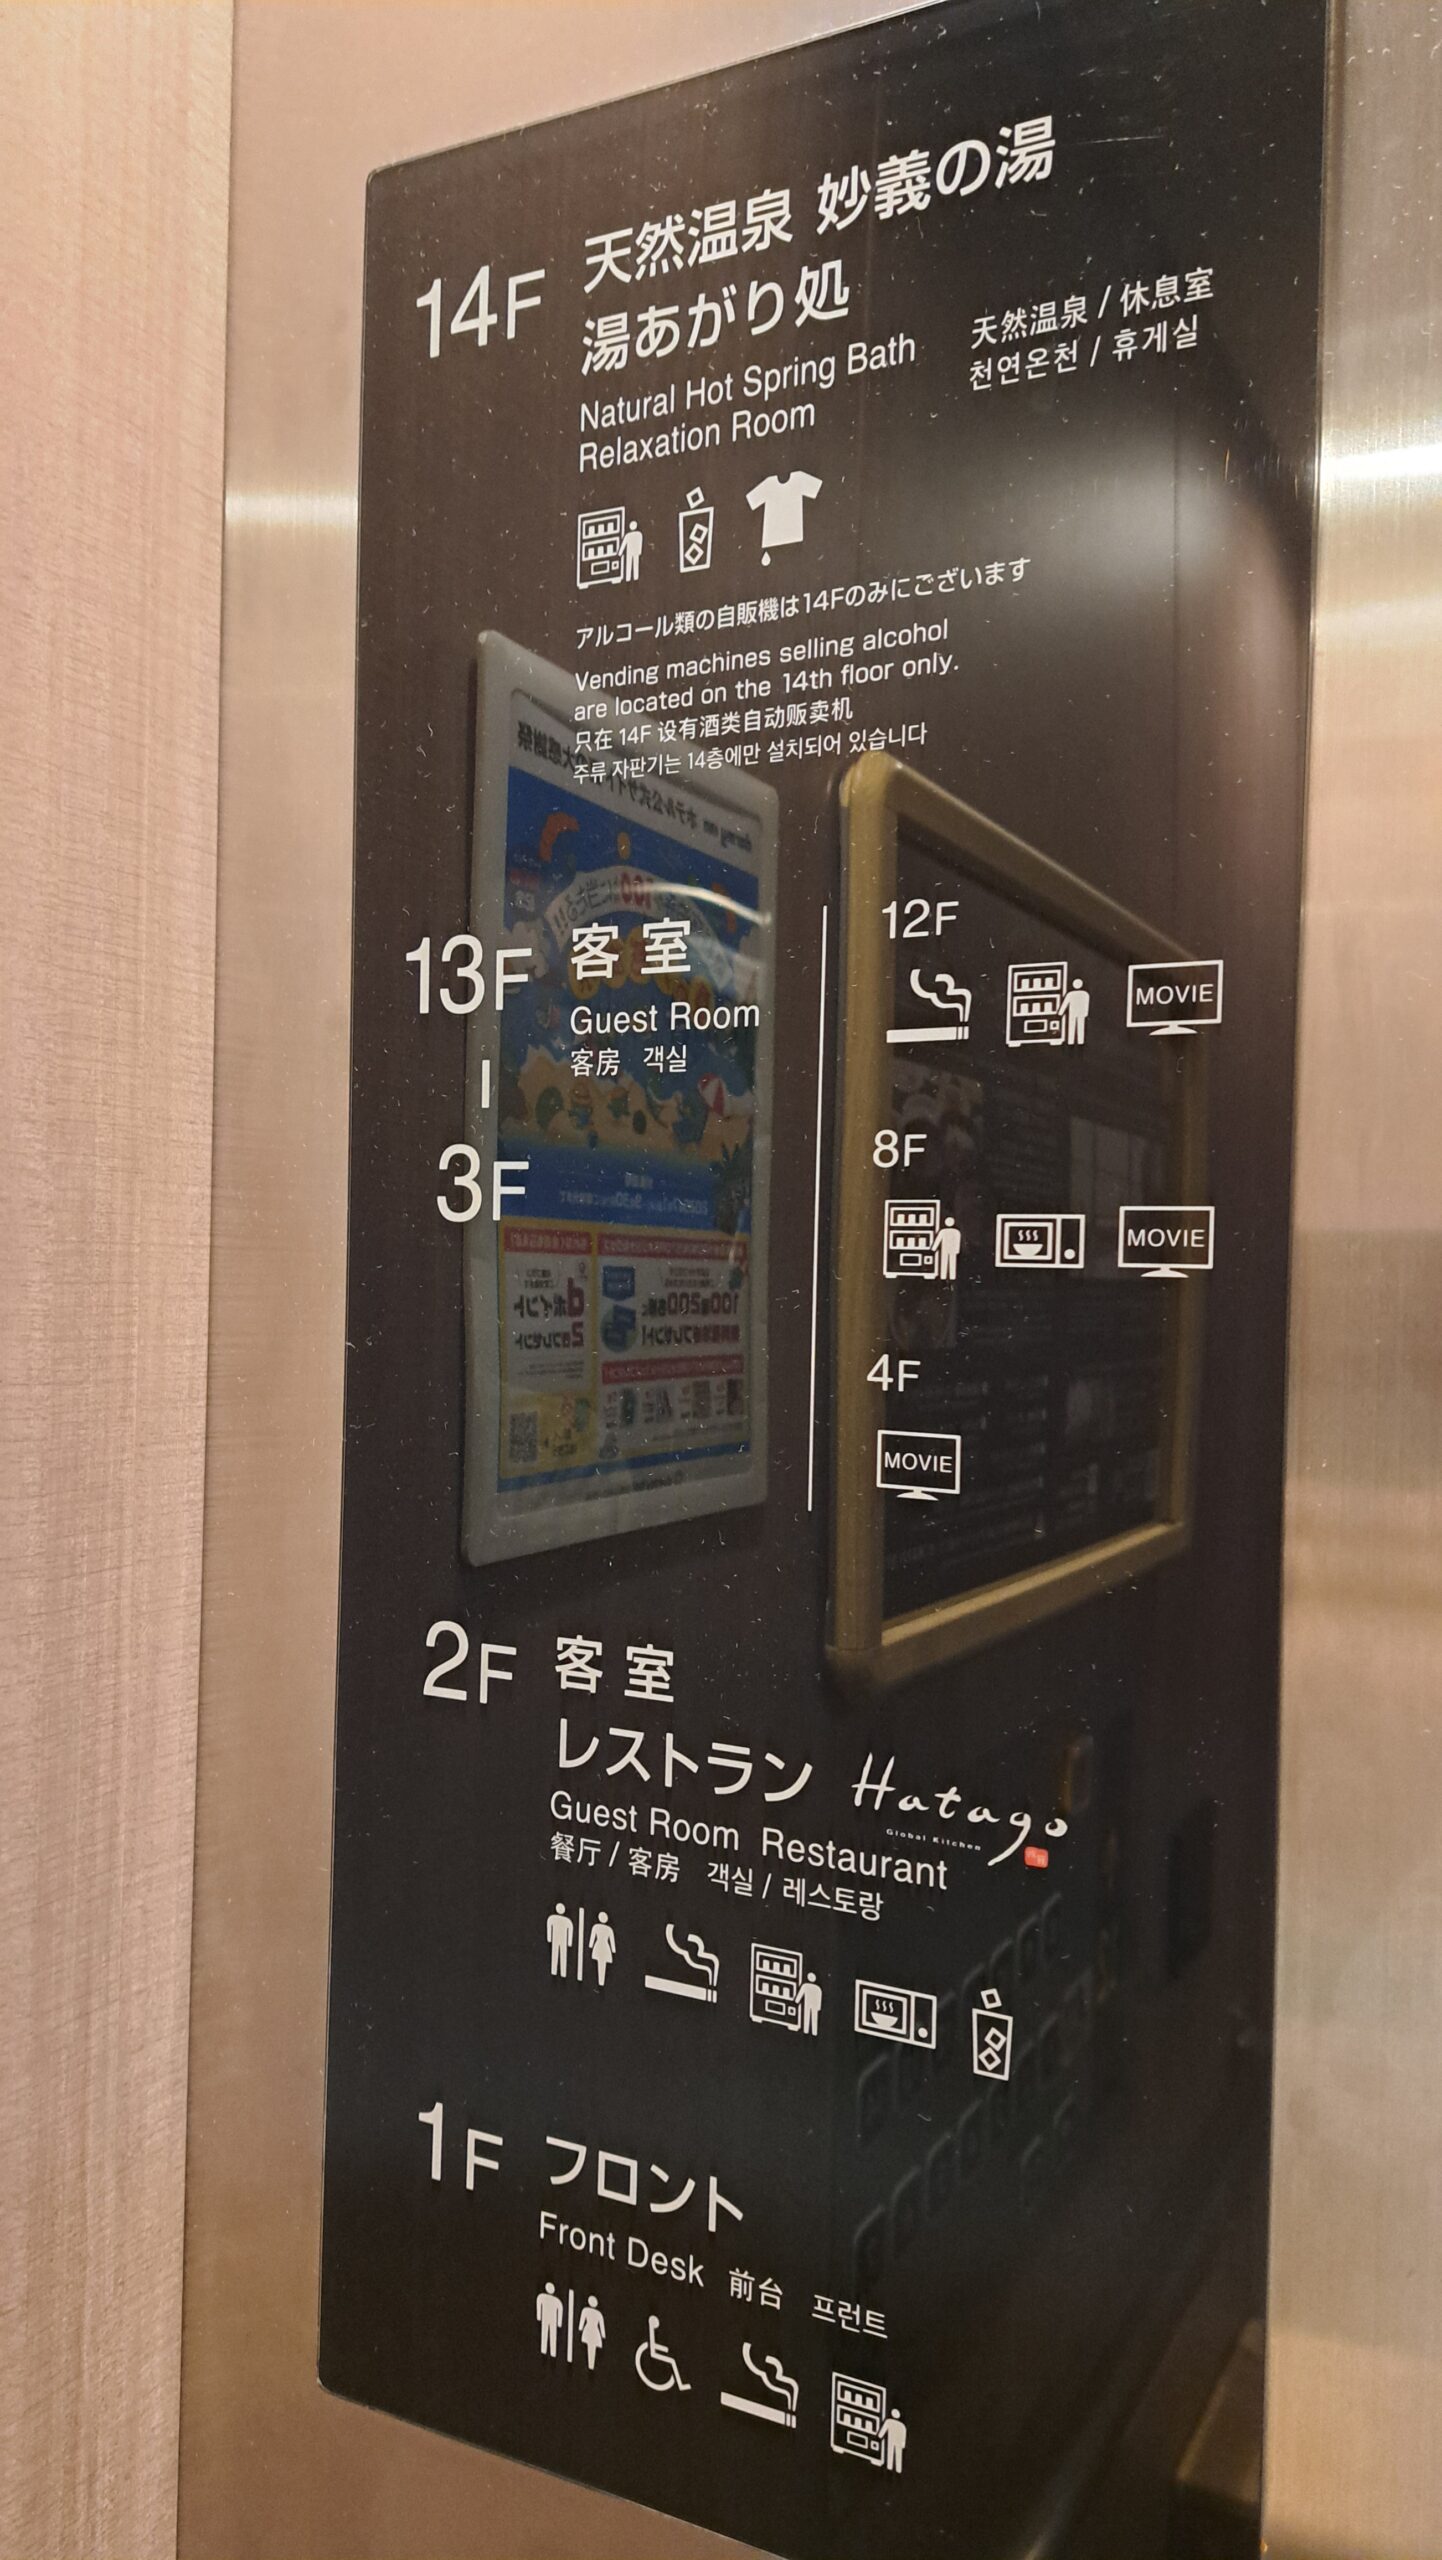 14F
天然温泉 妙義の湯
湯あがり処
Natural Hot Spring Bath
Relaxation Room
天然温泉 / 休息室
천연온천 / 휴게실
アルコール類の自販機は14Fのみにございます
Vending machines selling alcohol
are located on the 14th floor only.
只在 14F 设有酒类自动贩卖机
주류 자판기는 14층에만 설치되어 있습니다
13F
3F
客室
Guest Room
客房 객실
12F
MOVIE
8F
MOVIE
4F
MOVIE
2F
客室
レストラン Hatago
Global Kitchen
Guest Room Restaurant
餐厅 / 客房 객실 / 레스토랑
1F
フロント
Front Desk 前台 프런트